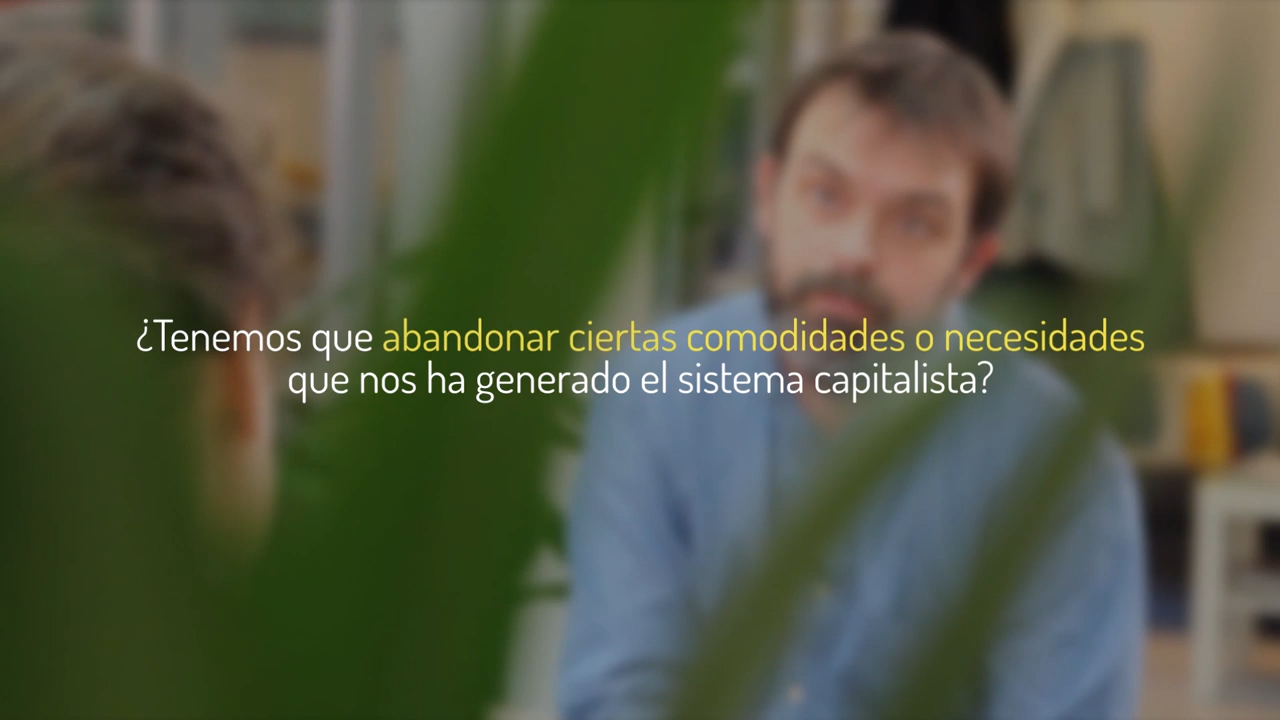 ¿Tenemos que abandonar ciertas comodidades o necesidades
que nos ha generado el sistema capitalista?